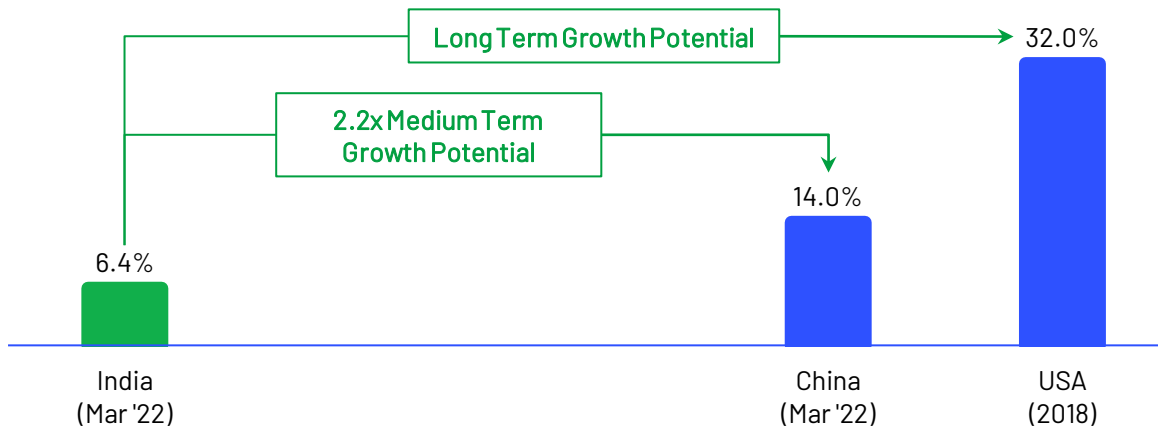 Long Term Growth Potential
32.0%
2.2x Medium Term
Growth Potential
14.0%
6.4%
India
(Mar '22)
China
(Mar '22)
USA
(2018)